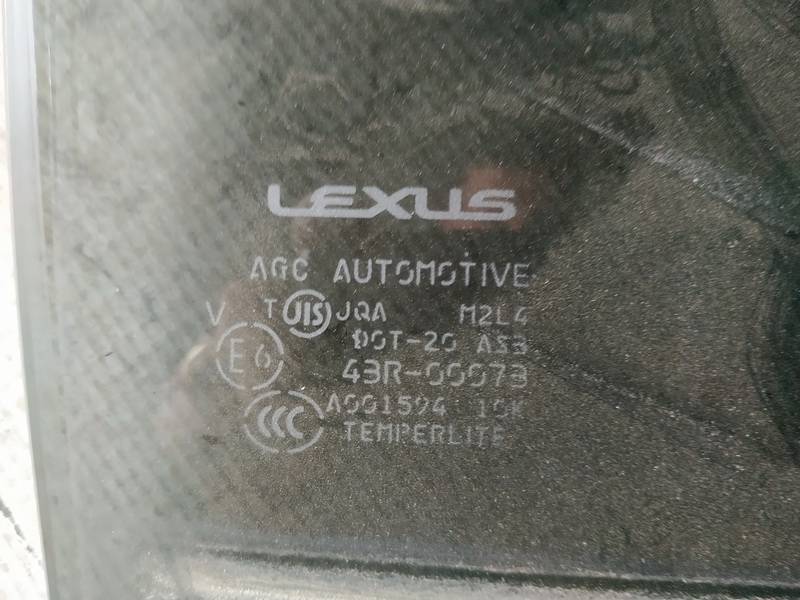 LEXUS
AGC AUTOMOTIVE
V T JIS JQA M2L4
DOT-20 AS3
E6 43R-00073
CCC A001594 10K
TEMPERLITE